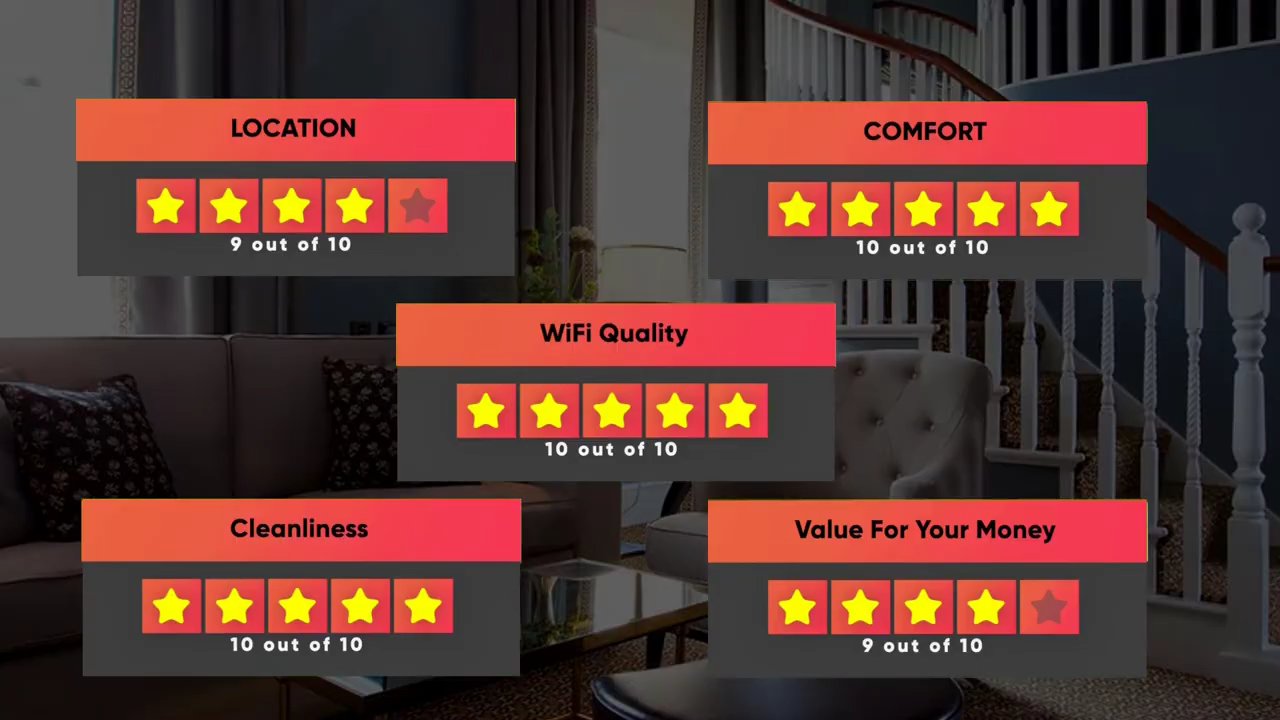 LOCATION
9 out of 10
COMFORT
10 out of 10
WiFi Quality
10 out of 10
Cleanliness
10 out of 10
Value For Your Money
9 out of 10